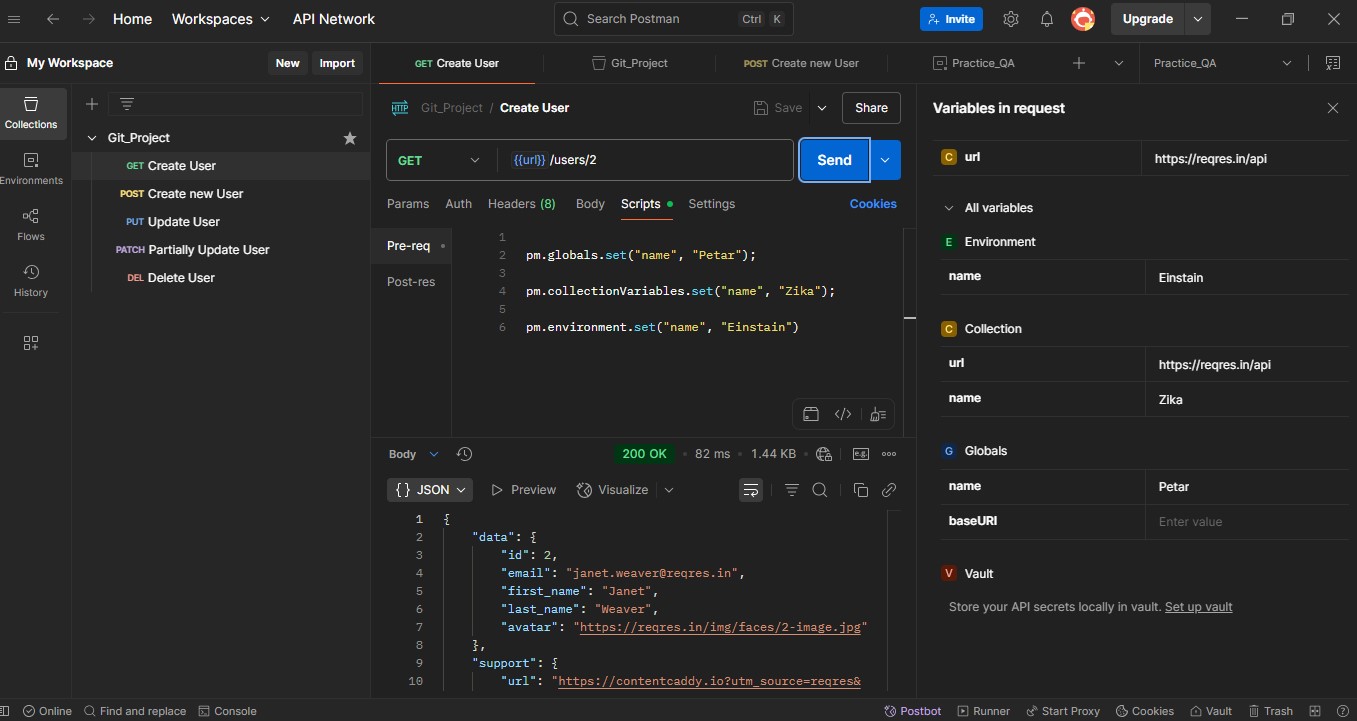 Home Workspaces API Network Search Postman Ctrl K Invite Upgrade
My Workspace New Import
GET Create User Git_Project POST Create new User Practice_QA Practice_QA
Collections
Environments
Flows
History
Git_Project
GET Create User
POST Create new User
PUT Update User
PATCH Partially Update User
DEL Delete User
HTTP Git_Project / Create User Save Share
GET {{url}} /users/2 Send
Params Auth Headers (8) Body Scripts Settings Cookies
Pre-req
Post-res
1
2 pm.globals.set("name", "Petar");
3
4 pm.collectionVariables.set("name", "Zika");
5
6 pm.environment.set("name", "Einstain")
Body 200 OK 82 ms 1.44 KB e.g.
{} JSON Preview Visualize
1 {
2 "data": {
3 "id": 2,
4 "email": "janet.weaver@reqres.in",
5 "first_name": "Janet",
6 "last_name": "Weaver",
7 "avatar": "https://reqres.in/img/faces/2-image.jpg"
8 },
9 "support": {
10 "url": "https://contentcaddy.io?utm_source=reqres&
Variables in request
C url https://reqres.in/api
All variables
E Environment
name Einstain
C Collection
url https://reqres.in/api
name Zika
G Globals
name Petar
baseURI Enter value
V Vault
Store your API secrets locally in vault. Set up vault
Online Find and replace Console Postbot Runner Start Proxy Cookies Vault Trash